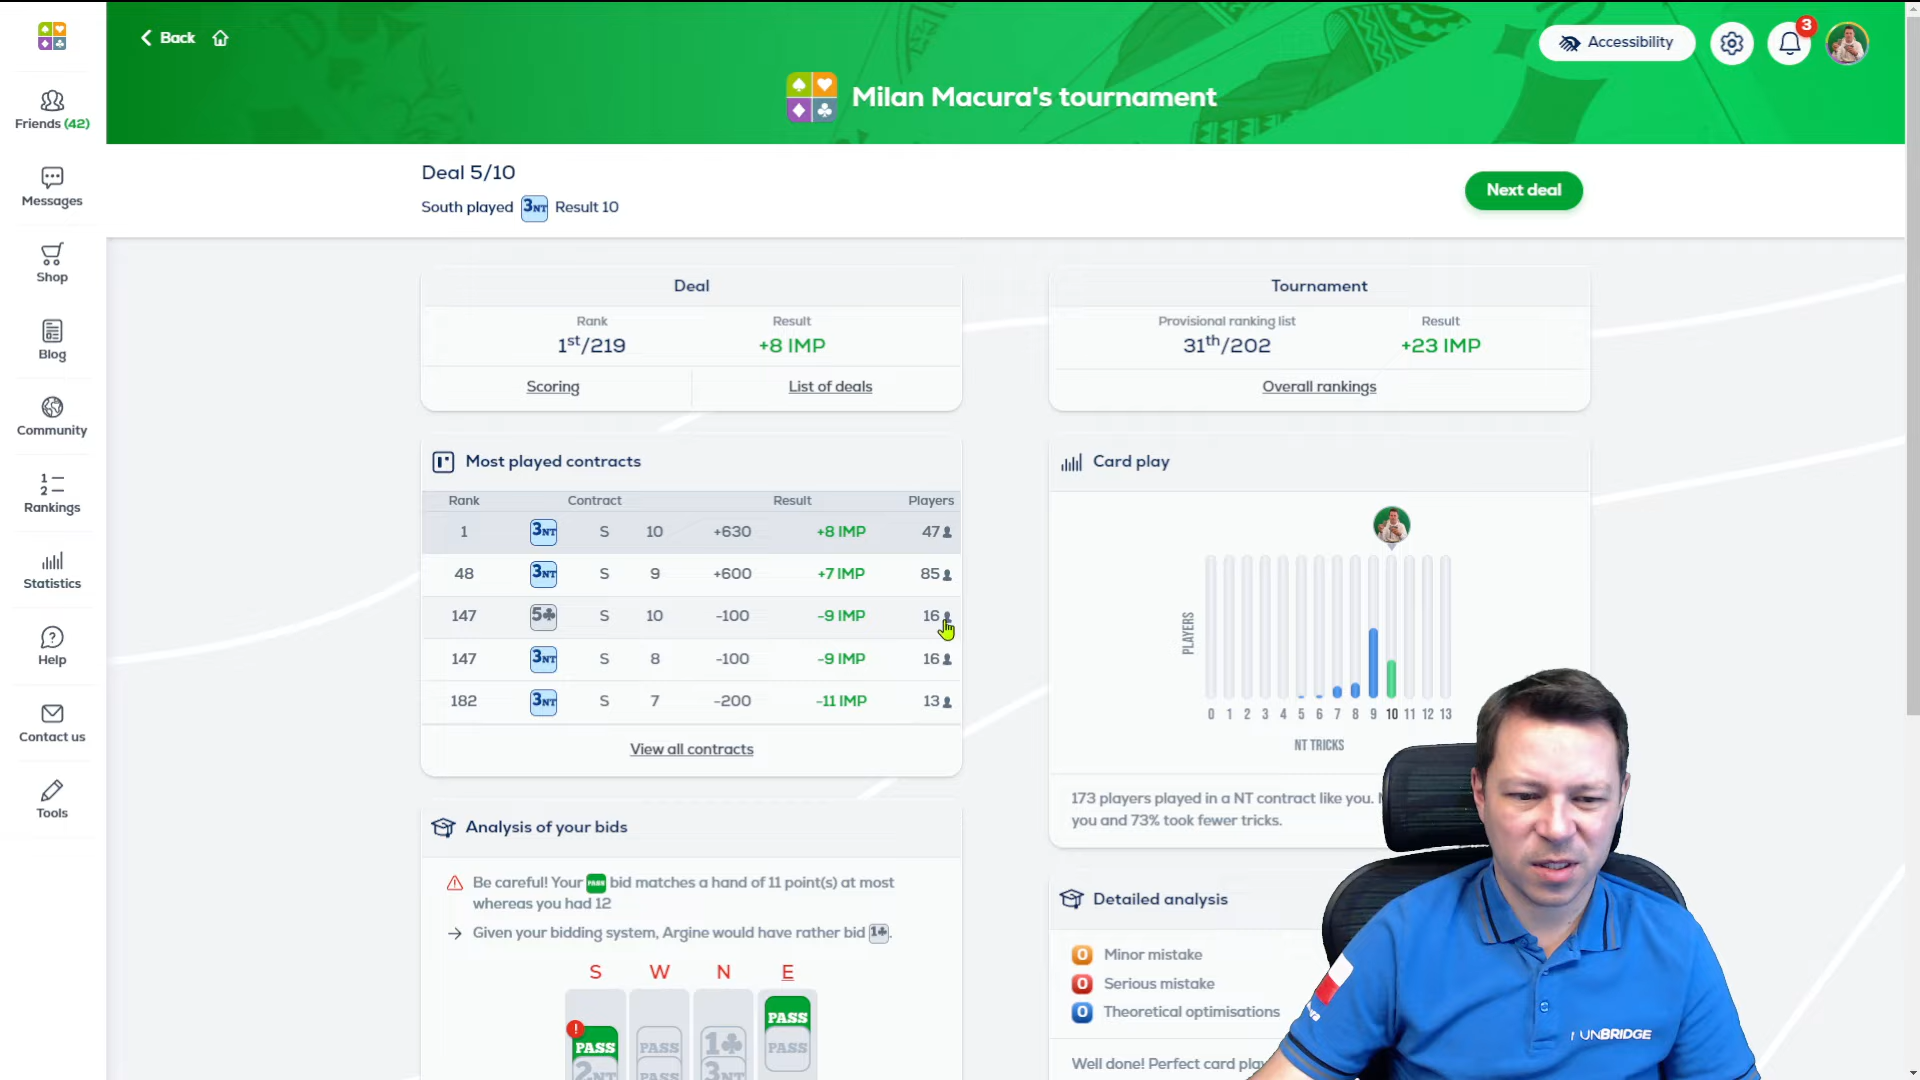 Back
Accessibility
3
Milan Macura's tournament
Friends (42)
Messages
Shop
Blog
Community
Rankings
Statistics
Help
Contact us
Tools
Deal 5/10
South played 3NT Result 10
Next deal
Deal
Rank Result
1st/219 +8 IMP
Scoring List of deals
Tournament
Provisional ranking list Result
31th/202 +23 IMP
Overall rankings
Most played contracts
Rank Contract Result Players
1 3NT S 10 +630 +8 IMP 47
48 3NT S 9 +600 +7 IMP 85
147 5♣ S 10 -100 -9 IMP 16
147 3NT S 8 -100 -9 IMP 16
182 3NT S 7 -200 -11 IMP 13
View all contracts
Card play
PLAYERS
0 1 2 3 4 5 6 7 8 9 10 11 12 13
NT TRICKS
173 players played in a NT contract like you.
you and 73% took fewer tricks.
Analysis of your bids
Be careful! Your PASS bid matches a hand of 11 point(s) at most
whereas you had 12
Given your bidding system, Argine would have rather bid 1♣.
S W N E
PASS
! PASS PASS 1♣ PASS
2NT PASS 3NT
Detailed analysis
0 Minor mistake
0 Serious mistake
0 Theoretical optimisations
Well done! Perfect card play
FUNBRIDGE